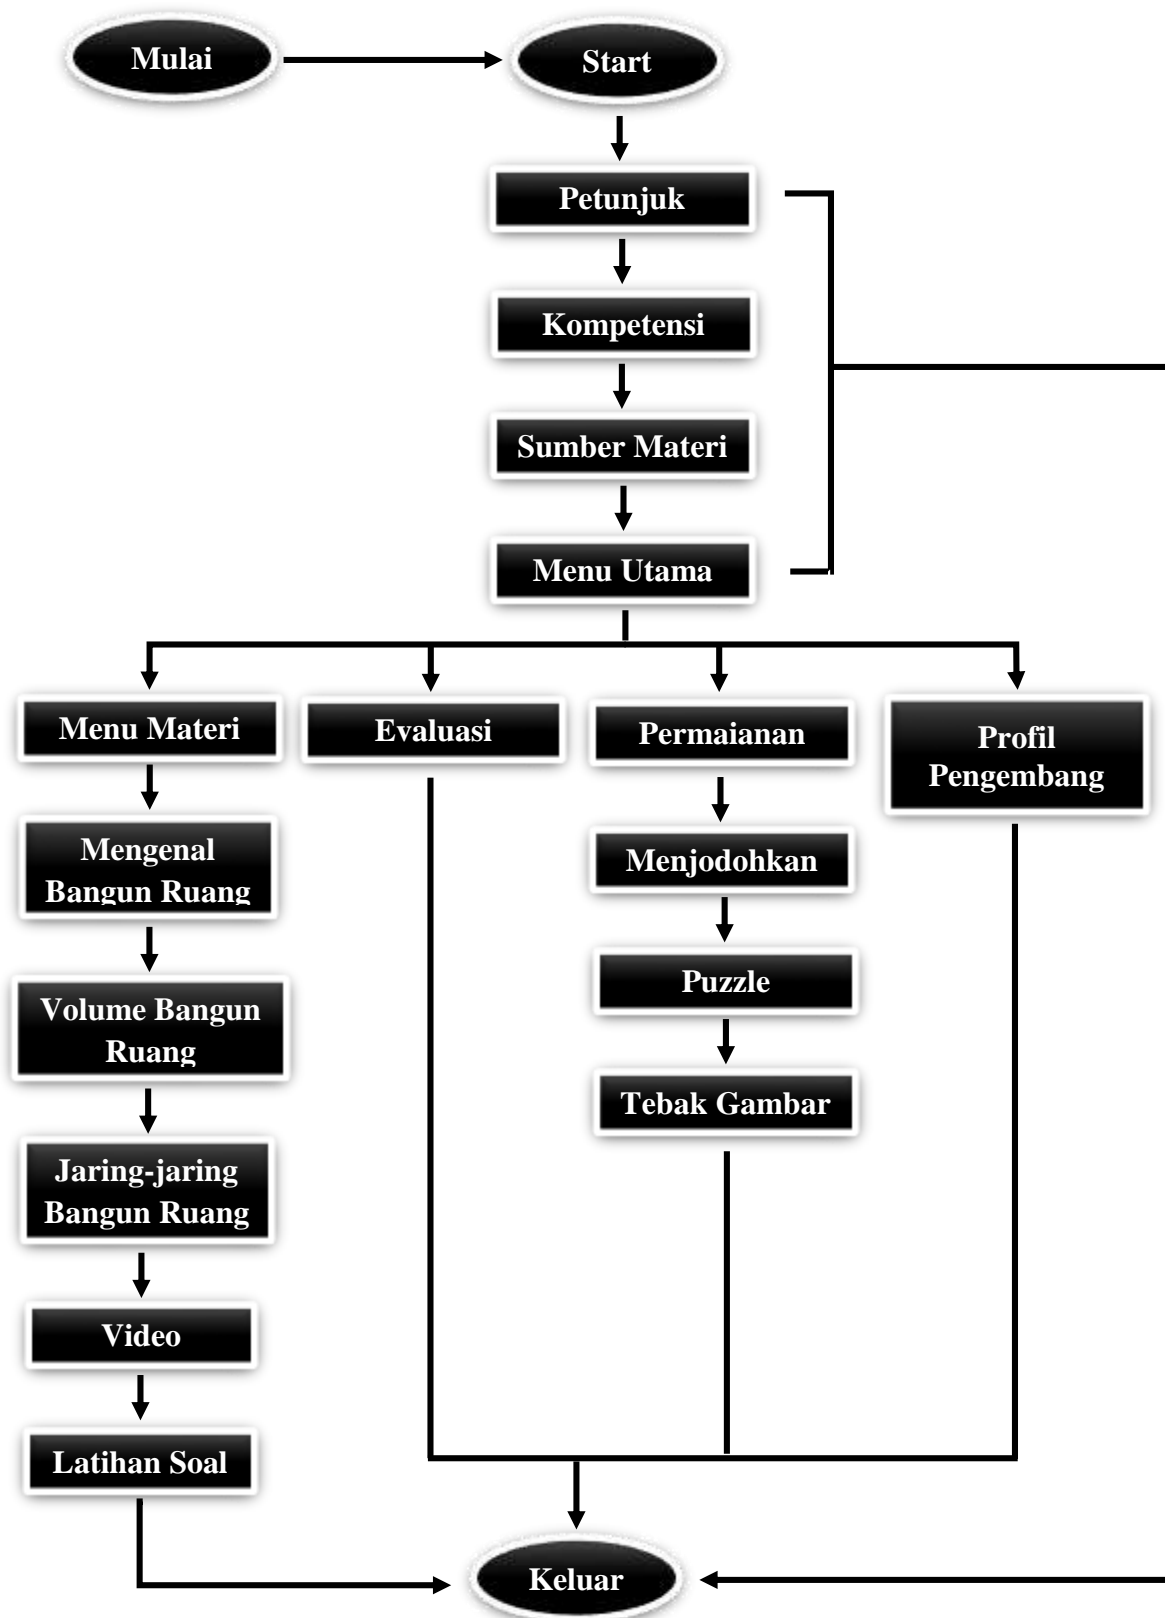 Mulai
Start
Petunjuk
Kompetensi
Sumber Materi
Menu Utama
Menu Materi
Evaluasi
Permaianan
Profil
Pengembang
Mengenal
Bangun Ruang
Menjodohkan
Volume Bangun
Ruang
Puzzle
Jaring-jaring
Bangun Ruang
Tebak Gambar
Video
Latihan Soal
Keluar